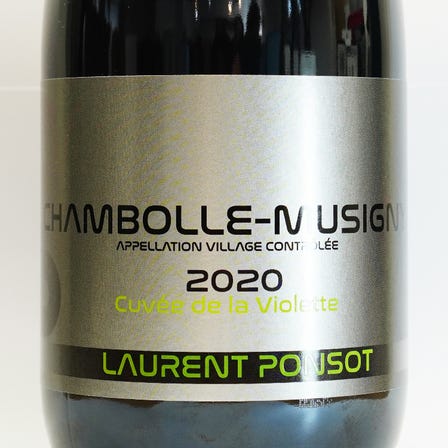 CHAMBOLLE-MUSIGNY
APPELLATION VILLAGE CONTRÔLÉE
2020
Cuvée de la Violette
LAURENT PONSOT